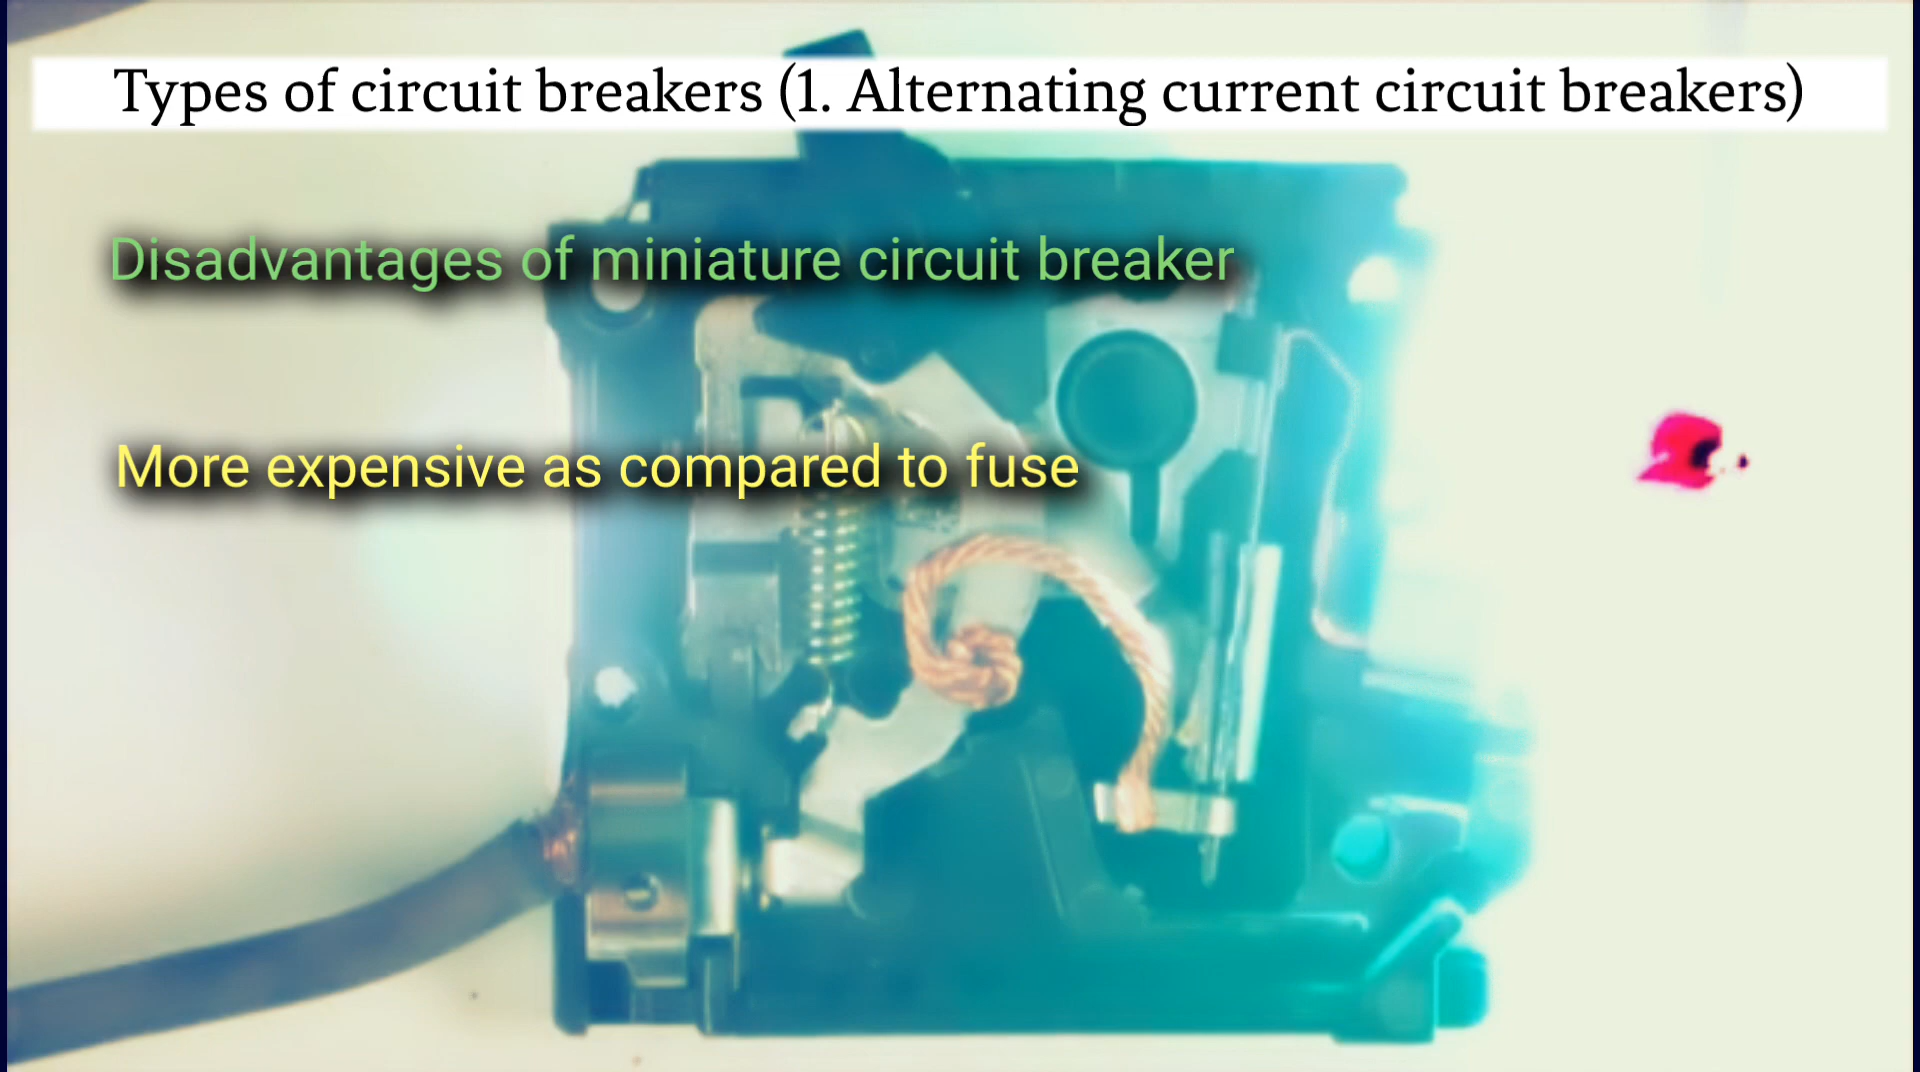 Types of circuit breakers (1. Alternating current circuit breakers)
Disadvantages of miniature circuit breaker
More expensive as compared to fuse